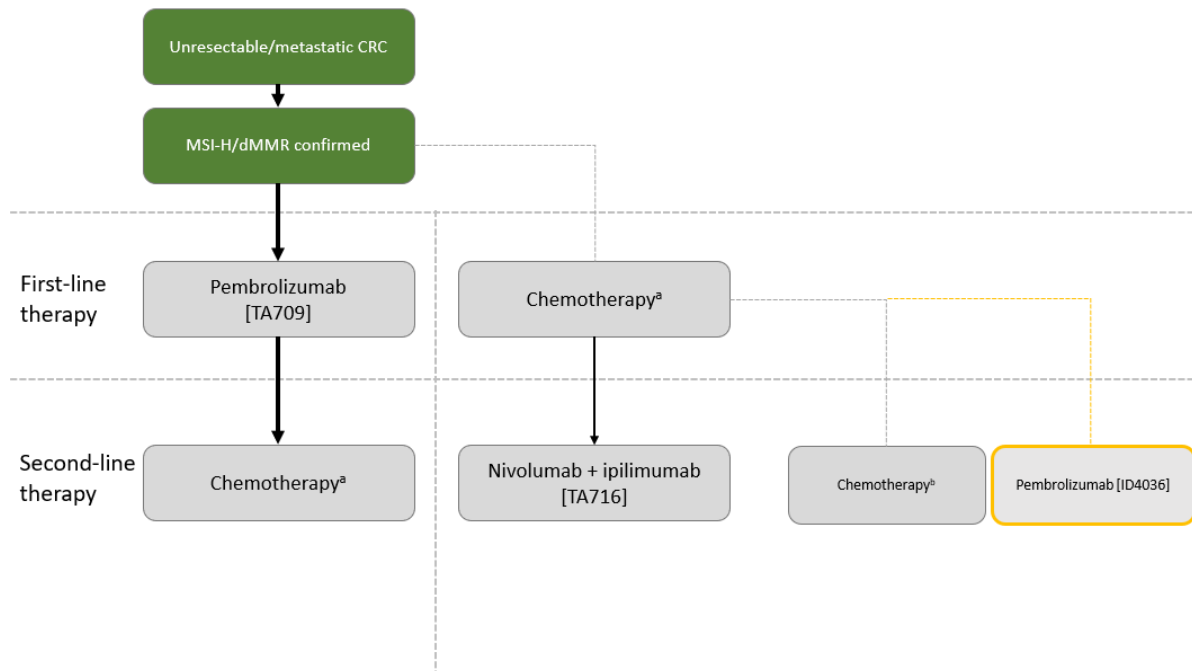 Unresectable/metastatic CRC
MSI-H/dMMR confirmed
First-line
therapy
Pembrolizumab
[TA709]
Chemotherapyᵃ
Second-line
therapy
Chemotherapyᵃ
Nivolumab + ipilimumab
[TA716]
Chemotherapyᵇ
Pembrolizumab [ID4036]